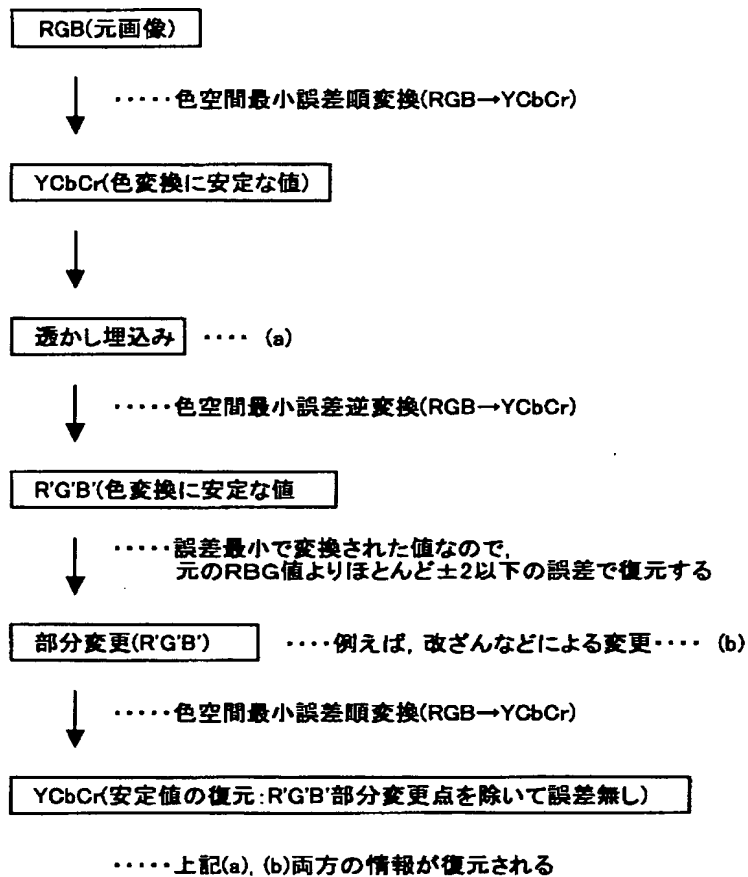 RGB(元画像)
·····色空間最小誤差順変換(RGB→YCbCr)
YCbCr(色変換に安定な値)
透かし埋込み ···· (a)
·····色空間最小誤差逆変換(RGB→YCbCr)
R'G'B'(色変換に安定な値
·····誤差最小で変換された値なので,
元のRBG値よりほとんど±2以下の誤差で復元する
部分変更(R'G'B') ····例えば, 改ざんなどによる変更···· (b)
·····色空間最小誤差順変換(RGB→YCbCr)
YCbCr(安定値の復元:R'G'B'部分変更点を除いて誤差無し)
·····上記(a), (b)両方の情報が復元される